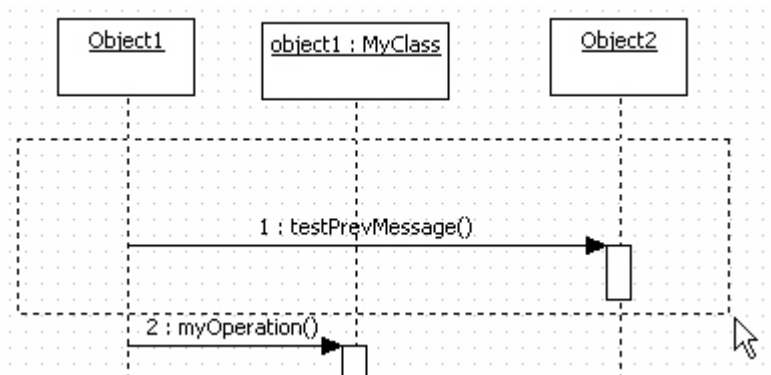 Object1
object1 : MyClass
Object2
1 : testPrevMessage()
2 : myOperation()